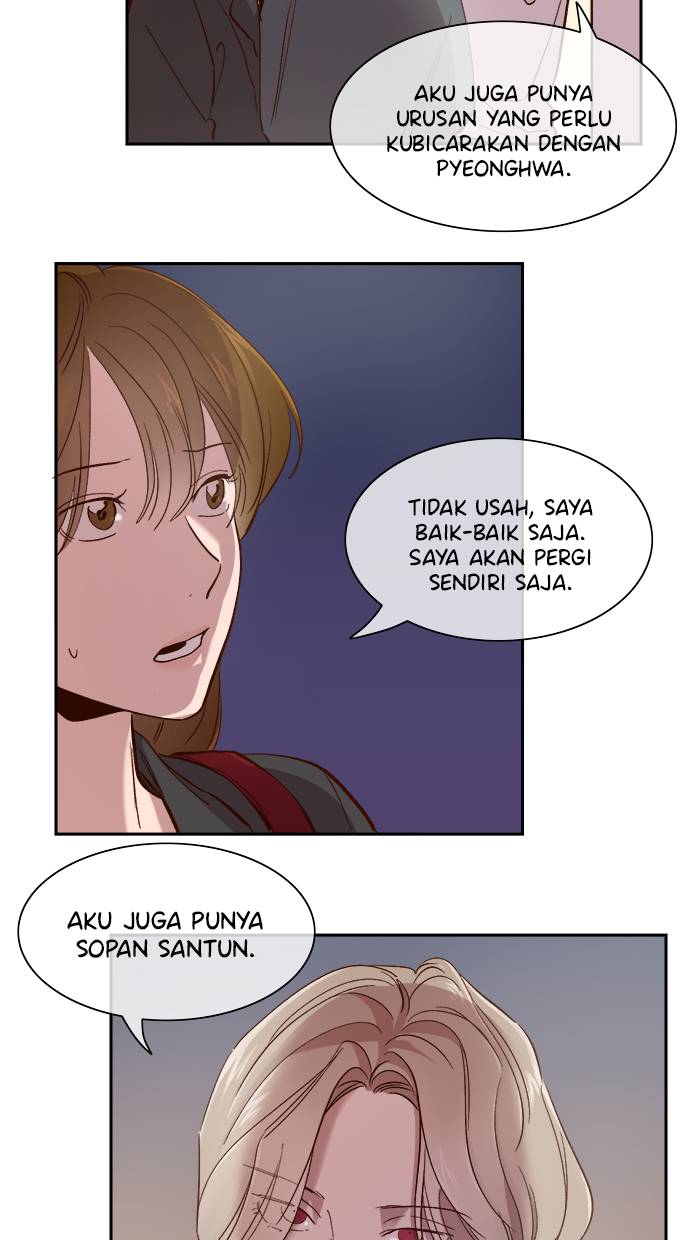 AKU JUGA PUNYA
URUSAN YANG PERLU
KUBICARAKAN DENGAN
PYEONGHWA.
TIDAK USAH, SAYA
BAIK-BAIK SAJA.
SAYA AKAN PERGI
SENDIRI SAJA.
AKU JUGA PUNYA
SOPAN SANTUN.